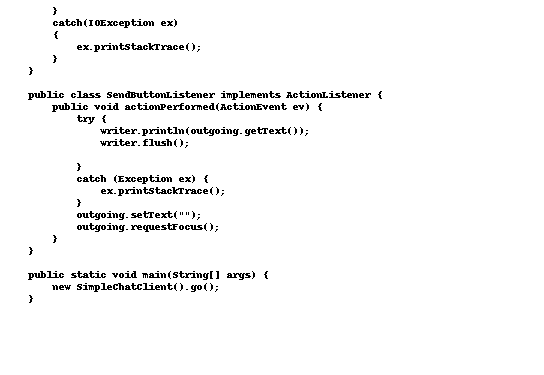 }
catch(IOException ex)
{
ex.printStackTrace();
}
}
public class SendButtonListener implements ActionListener {
public void actionPerformed(ActionEvent ev) {
try {
writer.println(outgoing.getText());
writer.flush();
}
catch (Exception ex) {
ex.printStackTrace();
}
outgoing.setText("");
outgoing.requestFocus();
}
}
public static void main(String[] args) {
new SimpleChatClient().go();
}